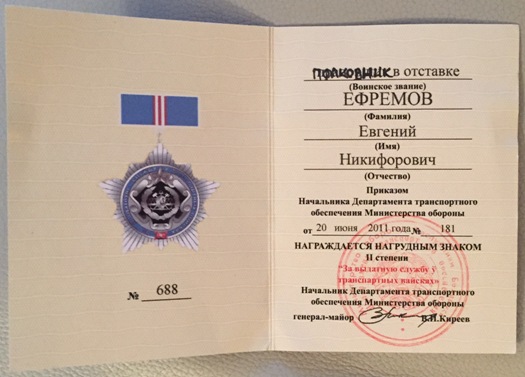 № 688
полковник в отставке
(Воинское звание)
ЕФРЕМОВ
(Фамилия)
Евгений
(Имя)
Никифорович
(Отчество)
Приказом
Начальника Департамента транспортного
обеспечения Министерства обороны
от 20 июня 2011 года № 181
НАГРАЖДАЕТСЯ НАГРУДНЫМ ЗНАКОМ
II степени
"За выдатную службу ў
транспартных войсках»
Начальник Департамента транспортного
обеспечения Министерства обороны
генерал-майор В.И.Киреев